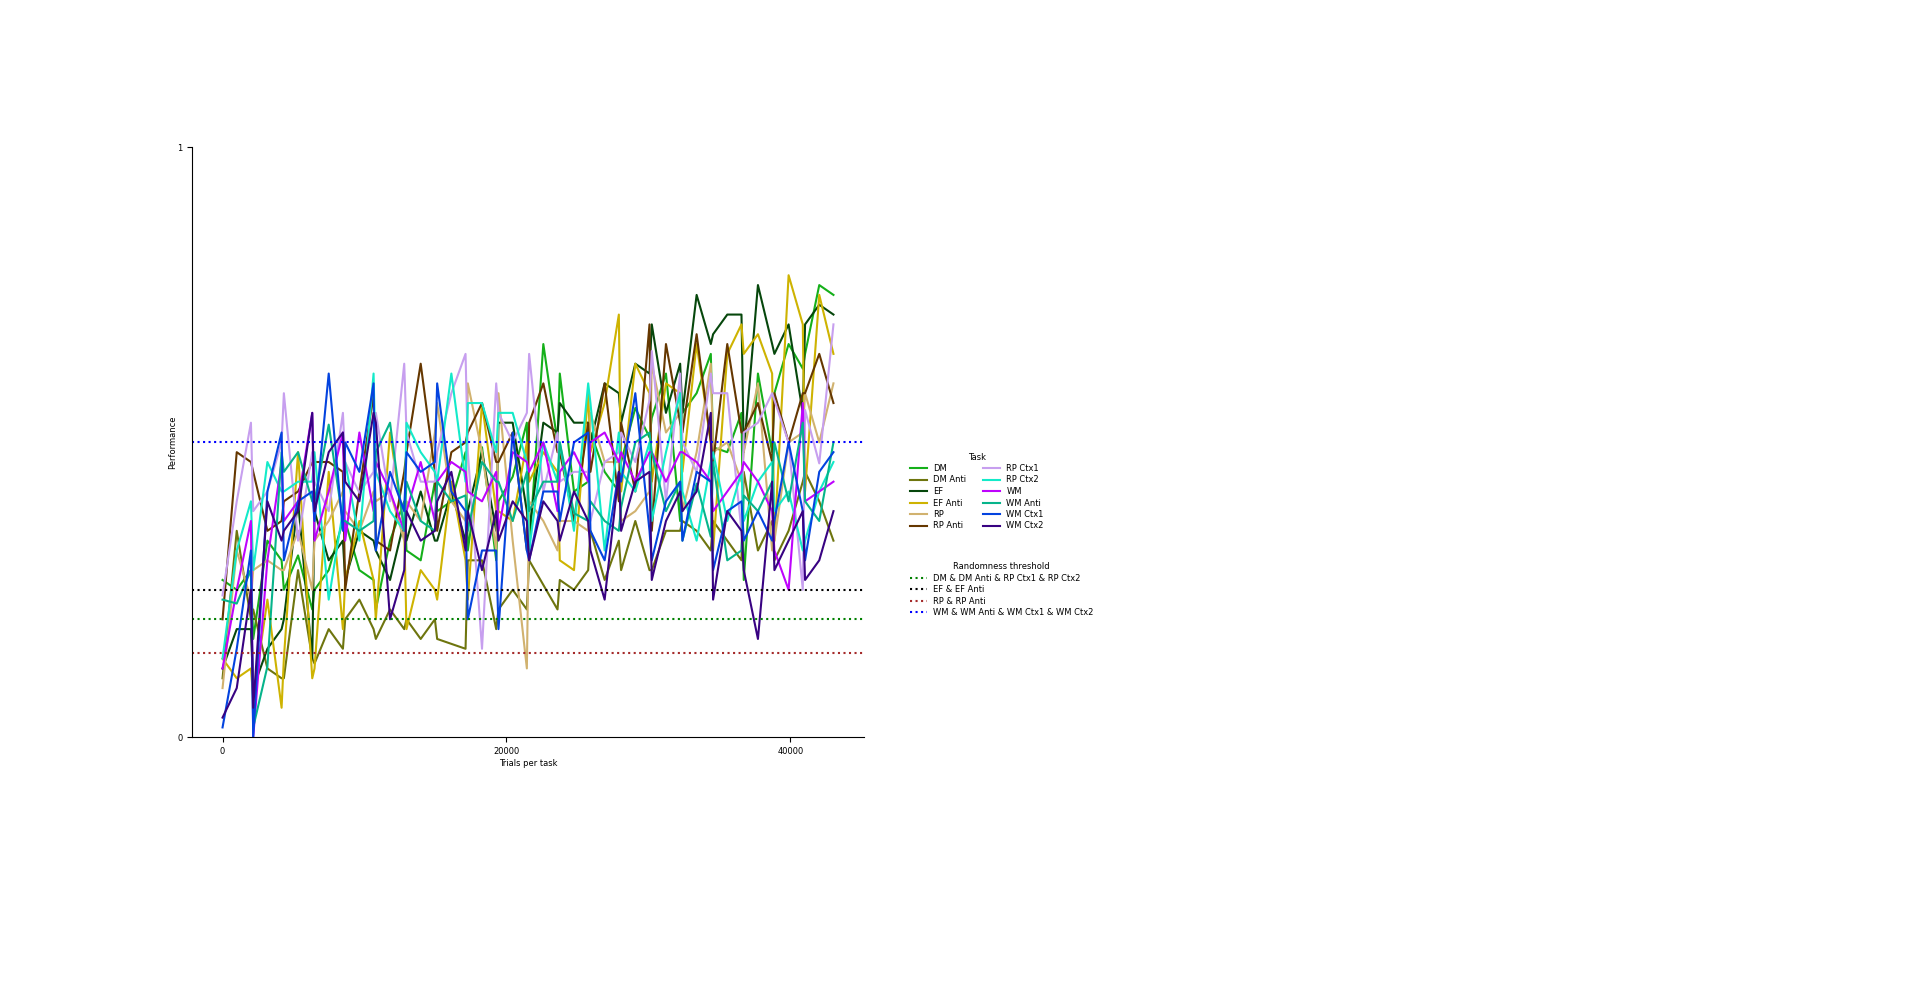 1
Performance
0
0 20000 40000
Trials per task
Task
DM RP Ctx1
DM Anti RP Ctx2
EF WM
EF Anti WM Anti
RP WM Ctx1
RP Anti WM Ctx2
Randomness threshold
DM & DM Anti & RP Ctx1 & RP Ctx2
EF & EF Anti
RP & RP Anti
WM & WM Anti & WM Ctx1 & WM Ctx2